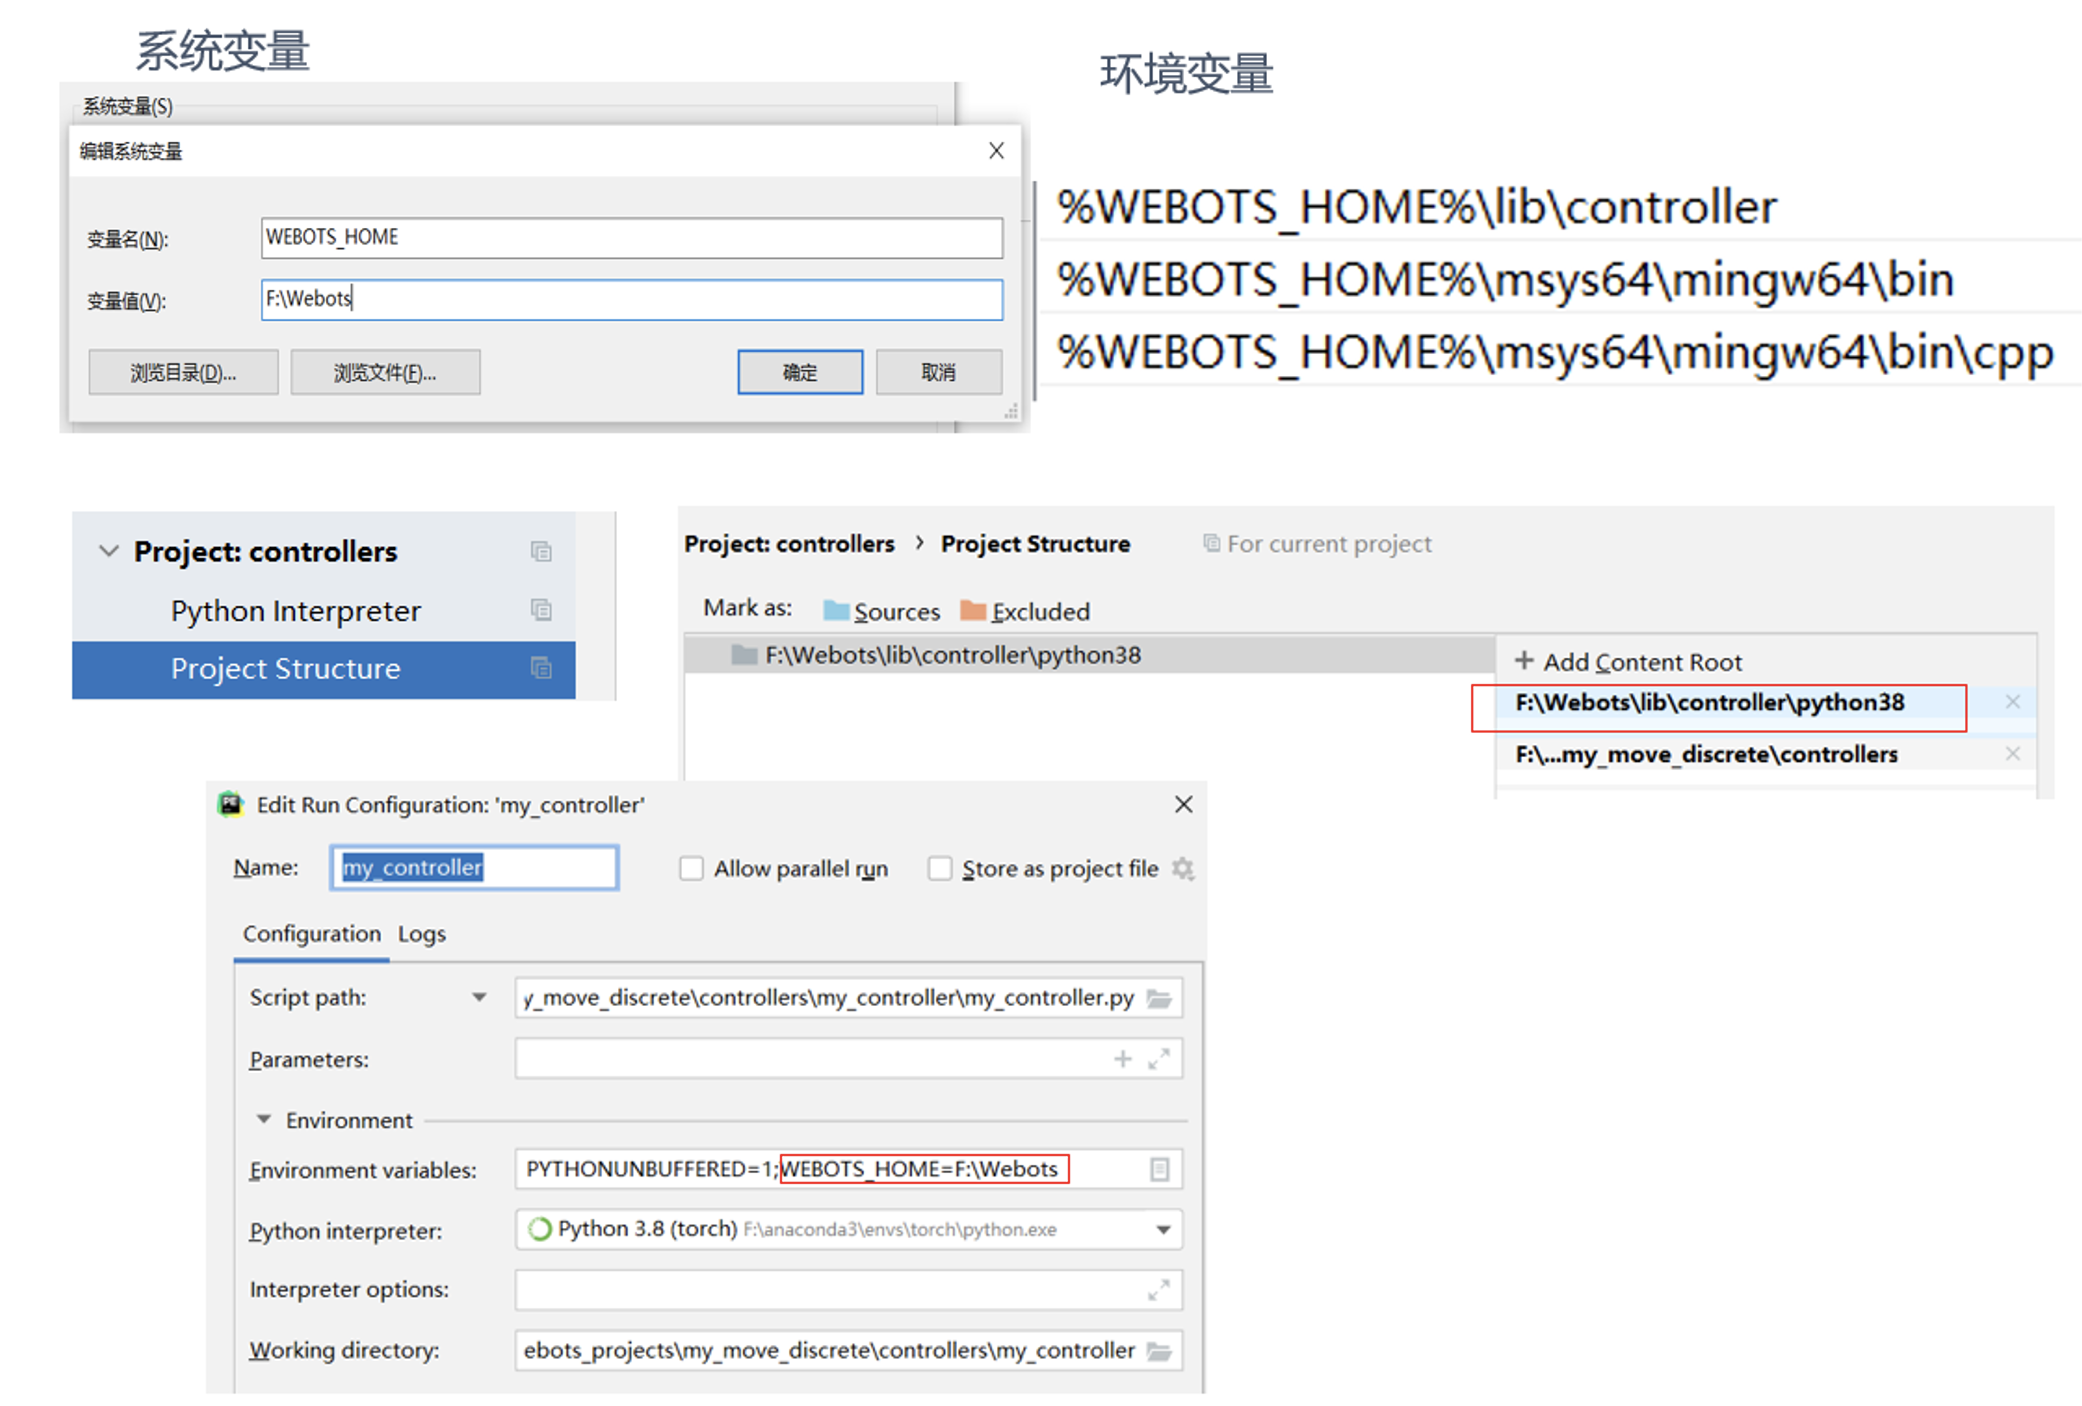 系统变量
环境变量
系统变量(S)
编辑系统变量
变量名(N):
WEBOTS_HOME
变量值(V):
F:\Webots
浏览目录(D)...
浏览文件(F)...
确定
取消
%WEBOTS_HOME%\lib\controller
%WEBOTS_HOME%\msys64\mingw64\bin
%WEBOTS_HOME%\msys64\mingw64\bin\cpp
Project: controllers
Python Interpreter
Project Structure
Project: controllers › Project Structure
For current project
Mark as:
Sources
Excluded
F:\Webots\lib\controller\python38
+ Add Content Root
F:\Webots\lib\controller\python38
F:\...my_move_discrete\controllers
Edit Run Configuration: 'my_controller'
Name:
my_controller
Allow parallel run
Store as project file
Configuration
Logs
Script path:
y_move_discrete\controllers\my_controller\my_controller.py
Parameters:
Environment
Environment variables:
PYTHONUNBUFFERED=1;WEBOTS_HOME=F:\Webots
Python interpreter:
Python 3.8 (torch) F:\anaconda3\envs\torch\python.exe
Interpreter options:
Working directory:
ebots_projects\my_move_discrete\controllers\my_controller